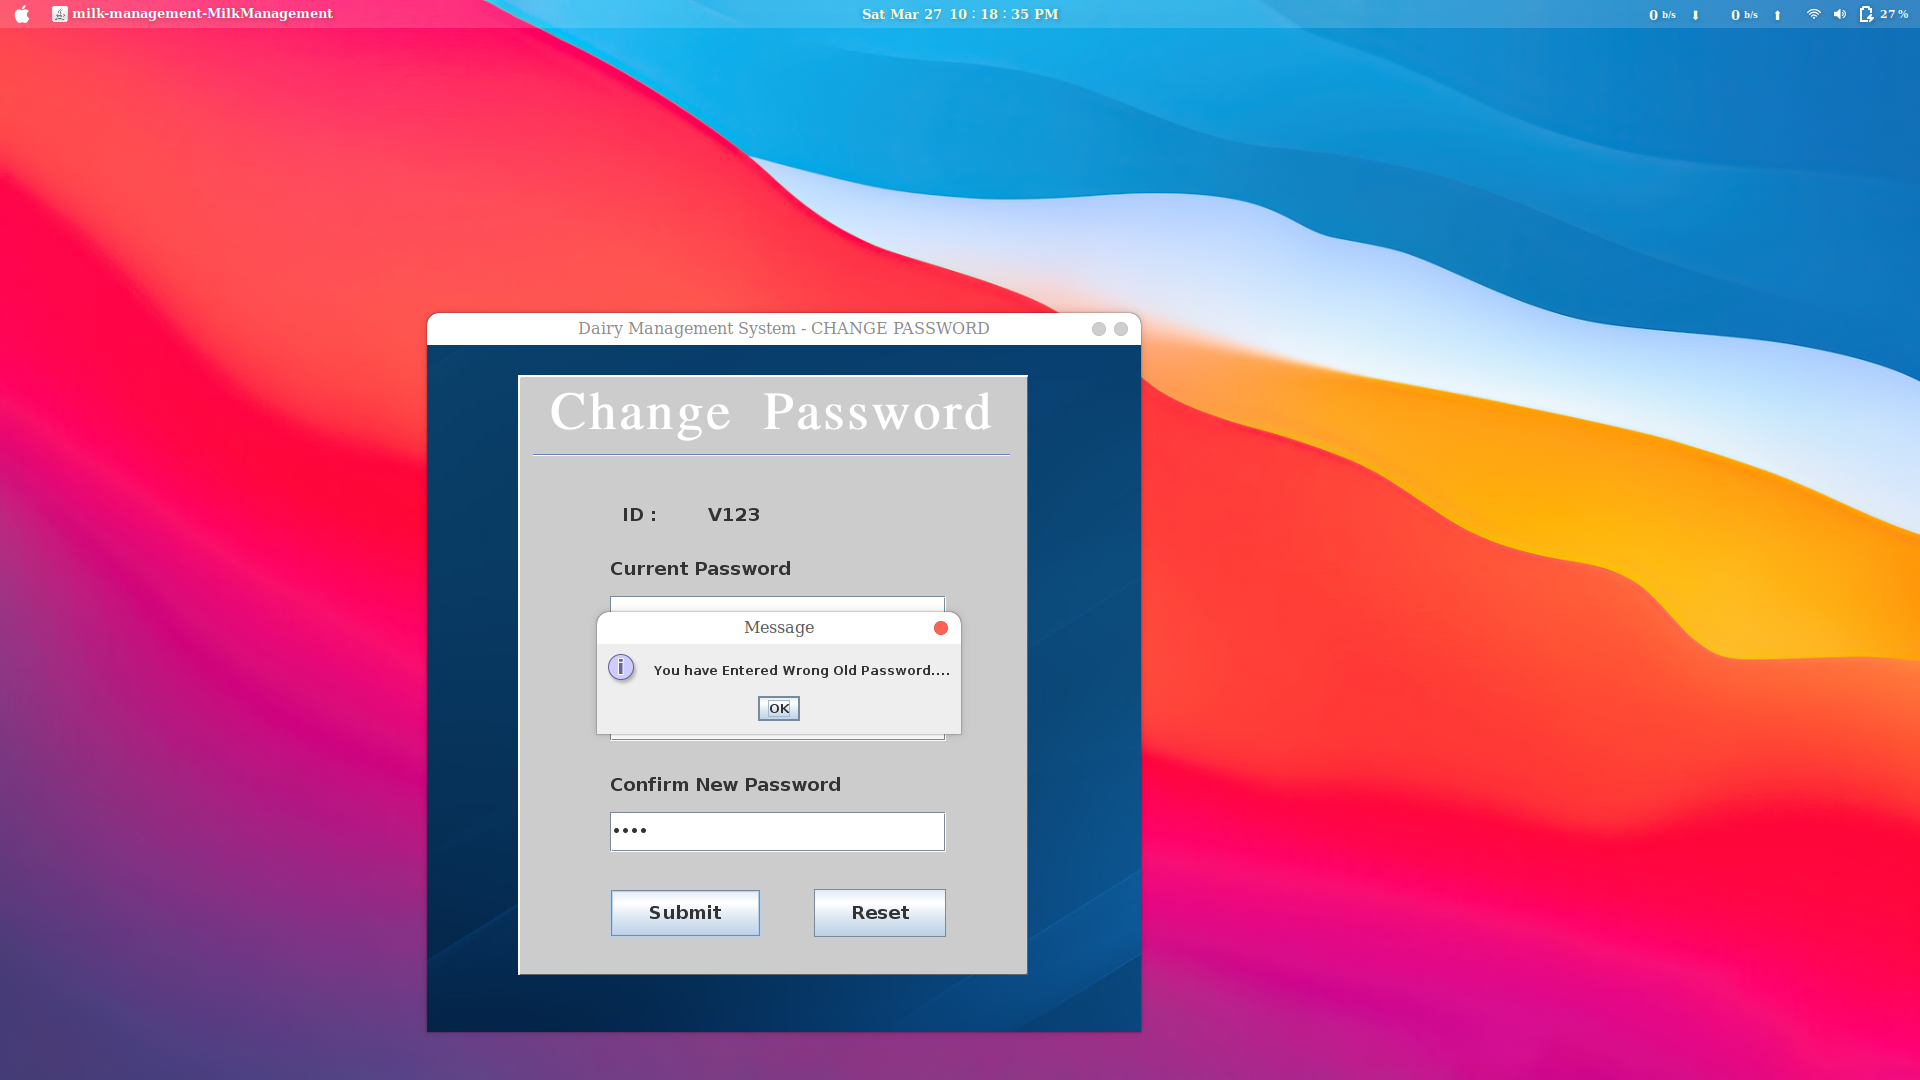 milk-management-MilkManagement
Sat Mar 27 10 : 18 : 35 PM
0 b/s ⬇ 0 b/s ⬆ 27 %
Dairy Management System - CHANGE PASSWORD
Change Password
ID : V123
Current Password
Message
i
You have Entered Wrong Old Password....
OK
Confirm New Password
••••
Submit
Reset